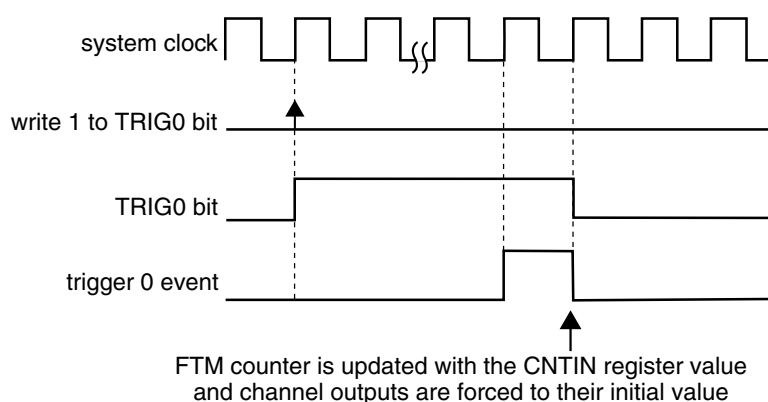 system clock
write 1 to TRIG0 bit
TRIG0 bit
trigger 0 event
FTM counter is updated with the CNTIN register value
and channel outputs are forced to their initial value